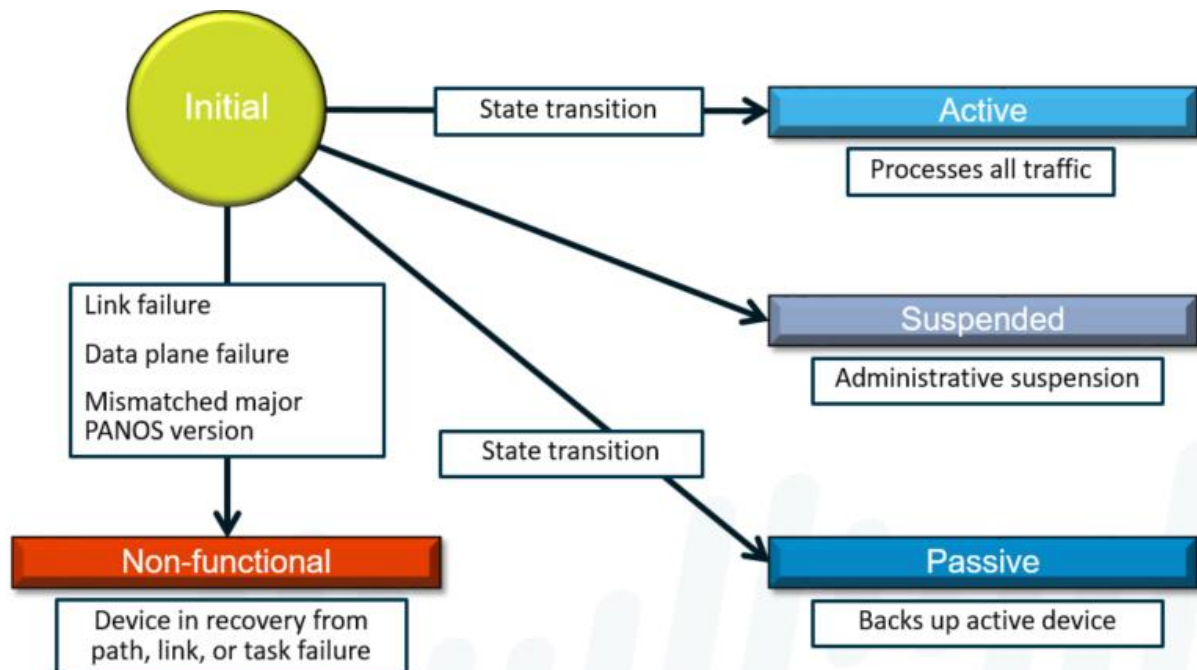 Initial
State transition
Active
Processes all traffic
Link failure
Data plane failure
Mismatched major
PANOS version
Suspended
Administrative suspension
State transition
Non-functional
Device in recovery from
path, link, or task failure
Passive
Backs up active device